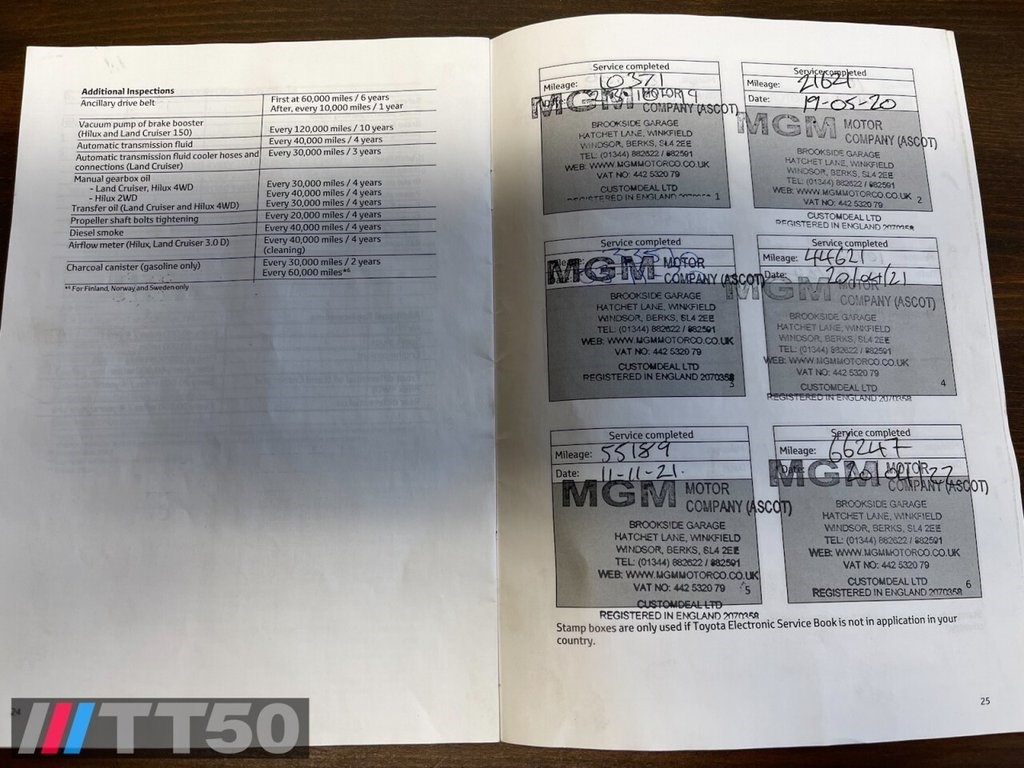 Additional Inspections
Ancillary drive belt
First at 60,000 miles / 6 years
After, every 10,000 miles / 1 year
Vacuum pump of brake booster
(Hilux and Land Cruiser 150)
Every 120,000 miles / 10 years
Automatic transmission fluid
Every 40,000 miles / 4 years
Automatic transmission fluid cooler hoses and
connections (Land Cruiser)
Every 30,000 miles / 3 years
Manual gearbox oil
- Land Cruiser, Hilux 4WD
Every 30,000 miles / 4 years
- Hilux 2WD
Every 40,000 miles / 4 years
Transfer oil (Land Cruiser and Hilux 4WD)
Every 30,000 miles / 4 years
Propeller shaft bolts tightening
Every 20,000 miles / 4 years
Diesel smoke
Every 40,000 miles / 4 years
Airflow meter (Hilux, Land Cruiser 3.0 D)
Every 40,000 miles / 4 years
(cleaning)
Charcoal canister (gasoline only)
Every 30,000 miles / 2 years
Every 60,000 miles*⁶
*⁶ For Finland, Norway and Sweden only
24
Service completed
Mileage: 10371
MGM MOTOR
COMPANY (ASCOT)
BROOKSIDE GARAGE
HATCHET LANE, WINKFIELD
WINDSOR, BERKS, SL4 2EE
TEL: (01344) 882622 / 882591
WEB: WWW.MGMMOTORCO.CO.UK
VAT NO: 442 5320 79
CUSTOMDEAL LTD
REGISTERED IN ENGLAND
1
Service completed
Mileage: 21621
Date: 19-05-20
MGM MOTOR
COMPANY (ASCOT)
BROOKSIDE GARAGE
HATCHET LANE, WINKFIELD
WINDSOR, BERKS, SL4 2EE
TEL: (01344) 882622 / 882591
WEB: WWW.MGMMOTORCO.CO.UK
VAT NO: 442 5320 79
2
CUSTOMDEAL LTD
REGISTERED IN ENGLAND 2070358
Service completed
MGM MOTOR
COMPANY (ASCOT)
BROOKSIDE GARAGE
HATCHET LANE, WINKFIELD
WINDSOR, BERKS, SL4 2EE
TEL: (01344) 882622 / 882591
WEB: WWW.MGMMOTORCO.CO.UK
VAT NO: 442 5320 79
CUSTOMDEAL LTD
REGISTERED IN ENGLAND 2070358
3
Service completed
Mileage: 44621
Date: 20/04/21
MGM MOTOR
COMPANY (ASCOT)
BROOKSIDE GARAGE
HATCHET LANE, WINKFIELD
WINDSOR, BERKS, SL4 2EE
TEL: (01344) 882622 / 882591
WEB: WWW.MGMMOTORCO.CO.UK
VAT NO: 442 5320 79
CUSTOMDEAL LTD
4
REGISTERED IN ENGLAND 2070358
Service completed
Mileage: 55189
Date: 11-11-21.
MGM MOTOR
COMPANY (ASCOT)
BROOKSIDE GARAGE
HATCHET LANE, WINKFIELD
WINDSOR, BERKS, SL4 2EE
TEL: (01344) 882622 / 882591
WEB: WWW.MGMMOTORCO.CO.UK
VAT NO: 442 5320 79
5
CUSTOMDEAL LTD
REGISTERED IN ENGLAND 2070358
Service completed
Mileage: 66247
Date:
MGM MOTOR
COMPANY (ASCOT)
BROOKSIDE GARAGE
HATCHET LANE, WINKFIELD
WINDSOR, BERKS, SL4 2EE
TEL: (01344) 882622 / 882591
WEB: WWW.MGMMOTORCO.CO.UK
VAT NO: 442 5320 79
CUSTOMDEAL LTD
6
REGISTERED IN ENGLAND 2070358
Stamp boxes are only used if Toyota Electronic Service Book is not in application in your
country.
25
TT50